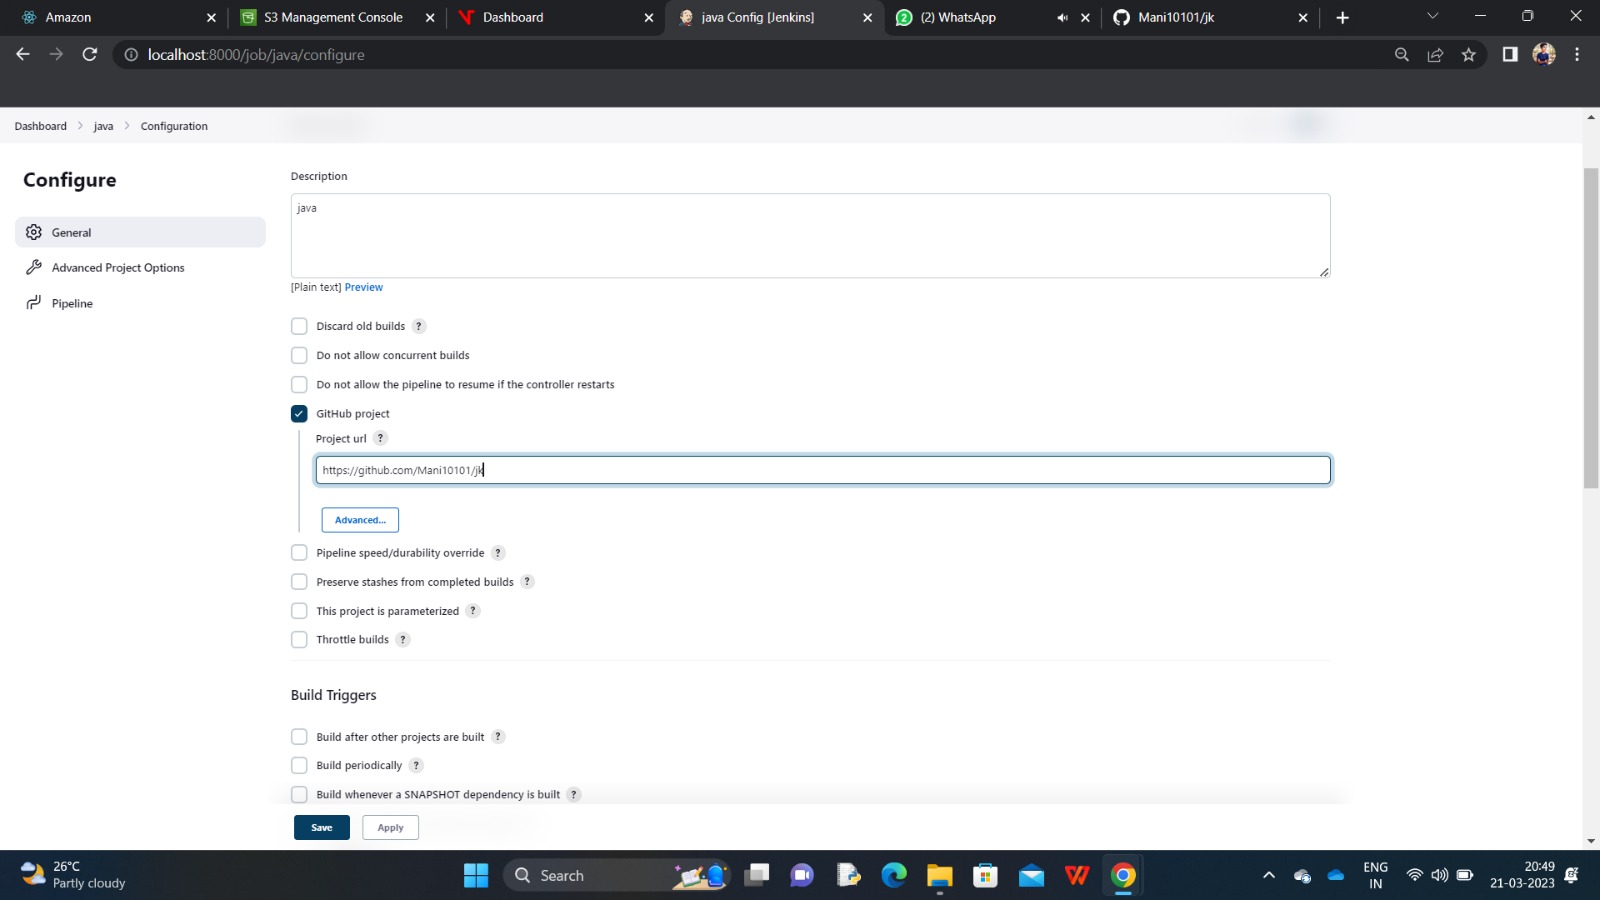 Amazon
S3 Management Console
Dashboard
java Config [Jenkins]
(2) WhatsApp
Mani10101/jk
localhost:8000/job/java/configure
Dashboard > java > Configuration
Configure
General
Advanced Project Options
Pipeline
Description
java
[Plain text] Preview
Discard old builds ?
Do not allow concurrent builds
Do not allow the pipeline to resume if the controller restarts
GitHub project
Project url ?
https://github.com/Mani10101/jk
Advanced...
Pipeline speed/durability override ?
Preserve stashes from completed builds ?
This project is parameterized ?
Throttle builds ?
Build Triggers
Build after other projects are built ?
Build periodically ?
Build whenever a SNAPSHOT dependency is built ?
Save
Apply
26°C
Partly cloudy
Search
ENG
IN
20:49
21-03-2023